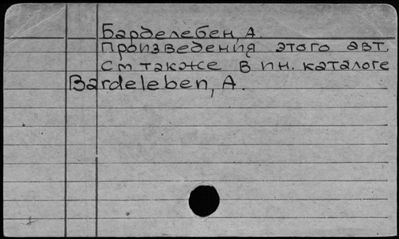 Барделебен, А.
Произведения этого авт.
См также в ин. каталоге
Bardeleben, A.